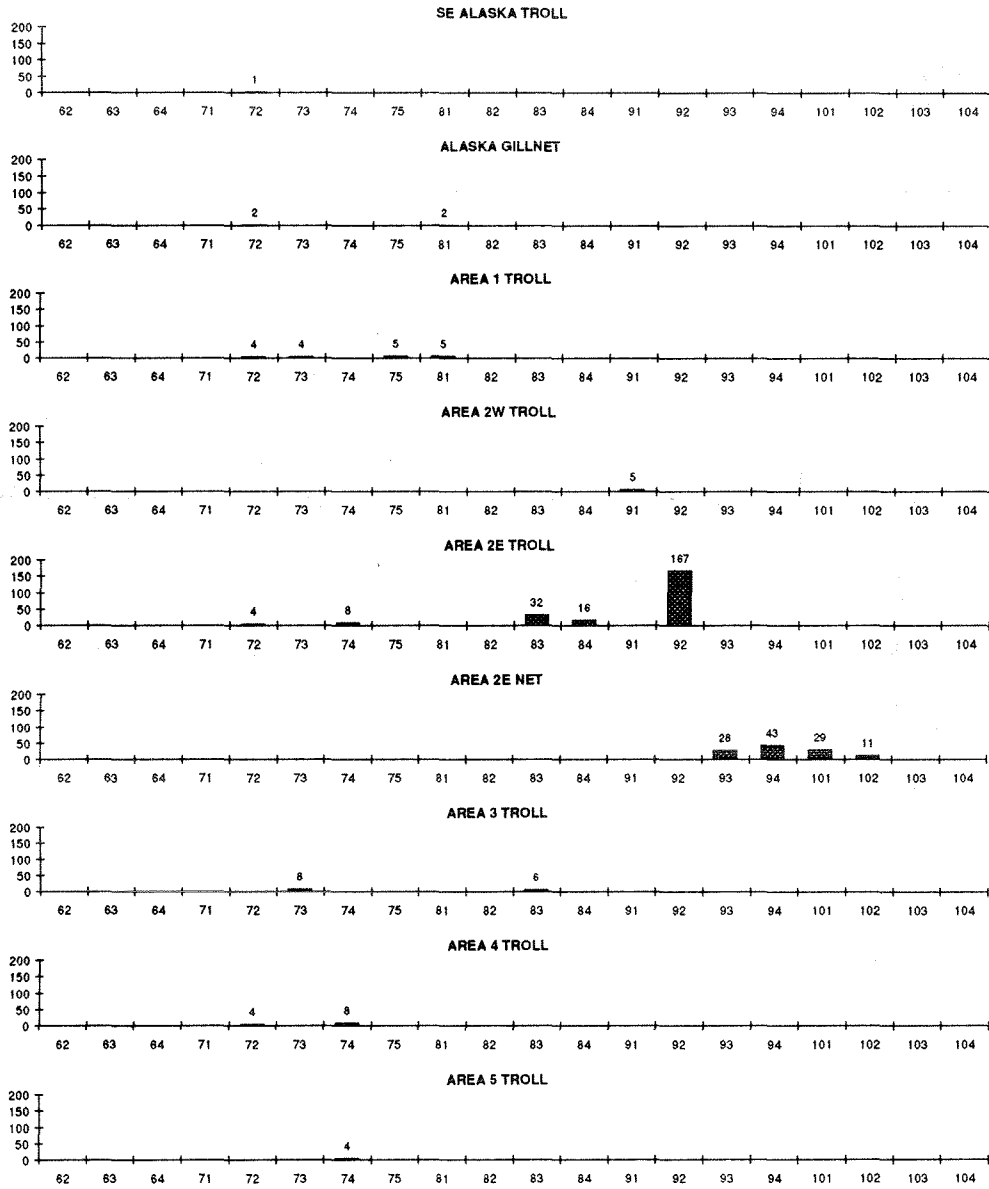 SE ALASKA TROLL
200
150
100
50
0
1
62 63 64 71 72 73 74 75 81 82 83 84 91 92 93 94 101 102 103 104
ALASKA GILLNET
200
150
100
50
0
2 2
62 63 64 71 72 73 74 75 81 82 83 84 91 92 93 94 101 102 103 104
AREA 1 TROLL
200
150
100
50
0
4 4 5 5
62 63 64 71 72 73 74 75 81 82 83 84 91 92 93 94 101 102 103 104
AREA 2W TROLL
200
150
100
50
0
5
62 63 64 71 72 73 74 75 81 82 83 84 91 92 93 94 101 102 103 104
AREA 2E TROLL
200
150
100
50
0
4 8 32 16 167
62 63 64 71 72 73 74 75 81 82 83 84 91 92 93 94 101 102 103 104
AREA 2E NET
200
150
100
50
0
28 43 29 11
62 63 64 71 72 73 74 75 81 82 83 84 91 92 93 94 101 102 103 104
AREA 3 TROLL
200
150
100
50
0
8 6
62 63 64 71 72 73 74 75 81 82 83 84 91 92 93 94 101 102 103 104
AREA 4 TROLL
200
150
100
50
0
4 8
62 63 64 71 72 73 74 75 81 82 83 84 91 92 93 94 101 102 103 104
AREA 5 TROLL
200
150
100
50
0
4
62 63 64 71 72 73 74 75 81 82 83 84 91 92 93 94 101 102 103 104